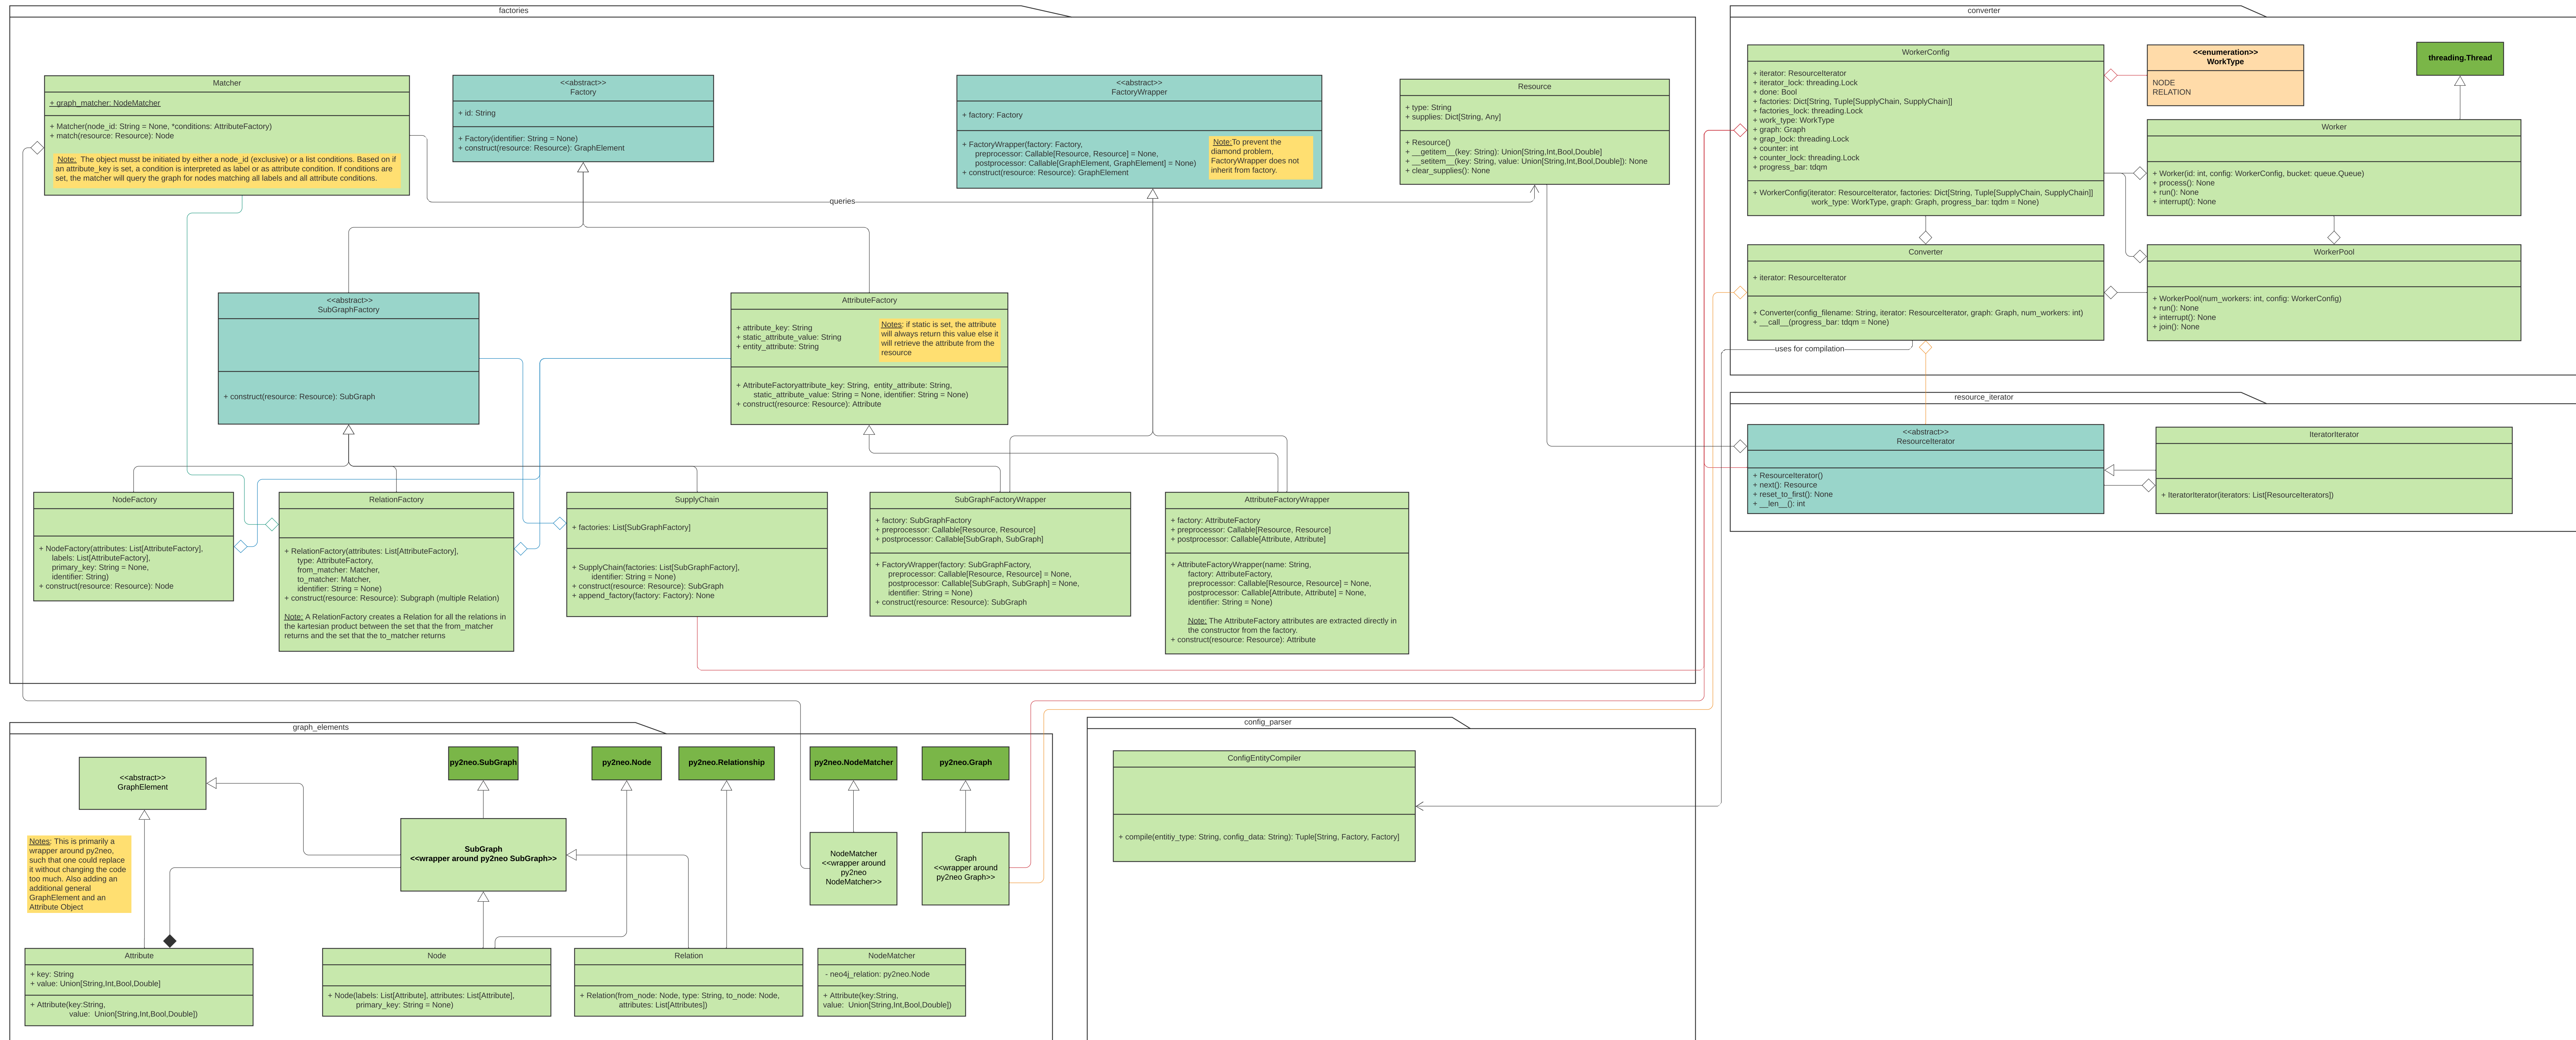 factories
Matcher
+ graph_matcher: NodeMatcher
+ Matcher(node_id: String = None, *conditions: AttributeFactory)
+ match(resource: Resource): Node
Note:  The object musst be initiated by either a node_id (exclusive) or a list conditions. Based on if
an attribute_key is set, a condition is interpreted as label or as attribute condition. If conditions are
set, the matcher will query the graph for nodes matching all labels and all attribute conditions.
<<abstract>>
Factory
+ id: String
+ Factory(identifier: String = None)
+ construct(resource: Resource): GraphElement
<<abstract>>
FactoryWrapper
+ factory: Factory
+ FactoryWrapper(factory: Factory,
preprocessor: Callable[Resource, Resource] = None,
postprocessor: Callable[GraphElement, GraphElement] = None)
+ construct(resource: Resource): GraphElement
Note:To prevent the
diamond problem,
FactoryWrapper does not
inherit from factory.
Resource
+ type: String
+ supplies: Dict[String, Any]
+ Resource()
+ __getitem__(key: String): Union[String,Int,Bool,Double]
+ __setitem__(key: String, value: Union[String,Int,Bool,Double]): None
+ clear_supplies(): None
queries
<<abstract>>
SubGraphFactory
+ construct(resource: Resource): SubGraph
AttributeFactory
+ attribute_key: String
+ static_attribute_value: String
+ entity_attribute: String
Notes: if static is set, the attribute
will always return this value else it
will retrieve the attribute from the
resource
+ AttributeFactoryattribute_key: String,  entity_attribute: String,
static_attribute_value: String = None, identifier: String = None)
+ construct(resource: Resource): Attribute
NodeFactory
+ NodeFactory(attributes: List[AttributeFactory],
labels: List[AttributeFactory],
primary_key: String = None,
identifier: String)
+ construct(resource: Resource): Node
RelationFactory
+ RelationFactory(attributes: List[AttributeFactory],
type: AttributeFactory,
from_matcher: Matcher,
to_matcher: Matcher,
identifier: String = None)
+ construct(resource: Resource): Subgraph (multiple Relation)
Note: A RelationFactory creates a Relation for all the relations in
the kartesian product between the set that the from_matcher
returns and the set that the to_matcher returns
SupplyChain
+ factories: List[SubGraphFactory]
+ SupplyChain(factories: List[SubGraphFactory],
identifier: String = None)
+ construct(resource: Resource): SubGraph
+ append_factory(factory: Factory): None
SubGraphFactoryWrapper
+ factory: SubGraphFactory
+ preprocessor: Callable[Resource, Resource]
+ postprocessor: Callable[SubGraph, SubGraph]
+ FactoryWrapper(factory: SubGraphFactory,
preprocessor: Callable[Resource, Resource] = None,
postprocessor: Callable[SubGraph, SubGraph] = None,
identifier: String = None)
+ construct(resource: Resource): SubGraph
AttributeFactoryWrapper
+ factory: AttributeFactory
+ preprocessor: Callable[Resource, Resource]
+ postprocessor: Callable[Attribute, Attribute]
+ AttributeFactoryWrapper(name: String,
factory: AttributeFactory,
preprocessor: Callable[Resource, Resource] = None,
postprocessor: Callable[Attribute, Attribute] = None,
identifier: String = None)
Note: The AttributeFactory attributes are extracted directly in
the constructor from the factory.
+ construct(resource: Resource): Attribute
converter
WorkerConfig
+ iterator: ResourceIterator
+ iterator_lock: threading.Lock
+ done: Bool
+ factories: Dict[String, Tuple[SupplyChain, SupplyChain]]
+ factories_lock: threading.Lock
+ work_type: WorkType
+ graph: Graph
+ grap_lock: threading.Lock
+ counter: int
+ counter_lock: threading.Lock
+ progress_bar: tdqm
+ WorkerConfig(iterator: ResourceIterator, factories: Dict[String, Tuple[SupplyChain, SupplyChain]]
work_type: WorkType, graph: Graph, progress_bar: tqdm = None)
<<enumeration>>
WorkType
NODE
RELATION
threading.Thread
Worker
+ Worker(id: int, config: WorkerConfig, bucket: queue.Queue)
+ process(): None
+ run(): None
+ interrupt(): None
Converter
+ iterator: ResourceIterator
+ Converter(config_filename: String, iterator: ResourceIterator, graph: Graph, num_workers: int)
+ __call__(progress_bar: tdqm = None)
WorkerPool
+ WorkerPool(num_workers: int, config: WorkerConfig)
+ run(): None
+ interrupt(): None
+ join(): None
uses for compilation
resource_iterator
<<abstract>>
ResourceIterator
+ ResourceIterator()
+ next(): Resource
+ reset_to_first(): None
+ __len__(): int
IteratorIterator
+ IteratorIterator(iterators: List[ResourceIterators])
graph_elements
<<abstract>>
GraphElement
Notes: This is primarily a
wrapper around py2neo,
such that one could replace
it without changing the code
too much. Also adding an
additional general
GraphElement and an
Attribute Object
py2neo.SubGraph
py2neo.Node
py2neo.Relationship
py2neo.NodeMatcher
py2neo.Graph
SubGraph
<<wrapper around py2neo SubGraph>>
NodeMatcher
<<wrapper around
py2neo
NodeMatcher>>
Graph
<<wrapper around
py2neo Graph>>
Attribute
+ key: String
+ value: Union[String,Int,Bool,Double]
+ Attribute(key:String,
value:  Union[String,Int,Bool,Double])
Node
+ Node(labels: List[Attribute], attributes: List[Attribute],
primary_key: String = None)
Relation
+ Relation(from_node: Node, type: String, to_node: Node,
attributes: List[Attributes])
NodeMatcher
- neo4j_relation: py2neo.Node
+ Attribute(key:String,
value:  Union[String,Int,Bool,Double])
config_parser
ConfigEntityCompiler
+ compile(entitiy_type: String, config_data: String): Tuple[String, Factory, Factory]